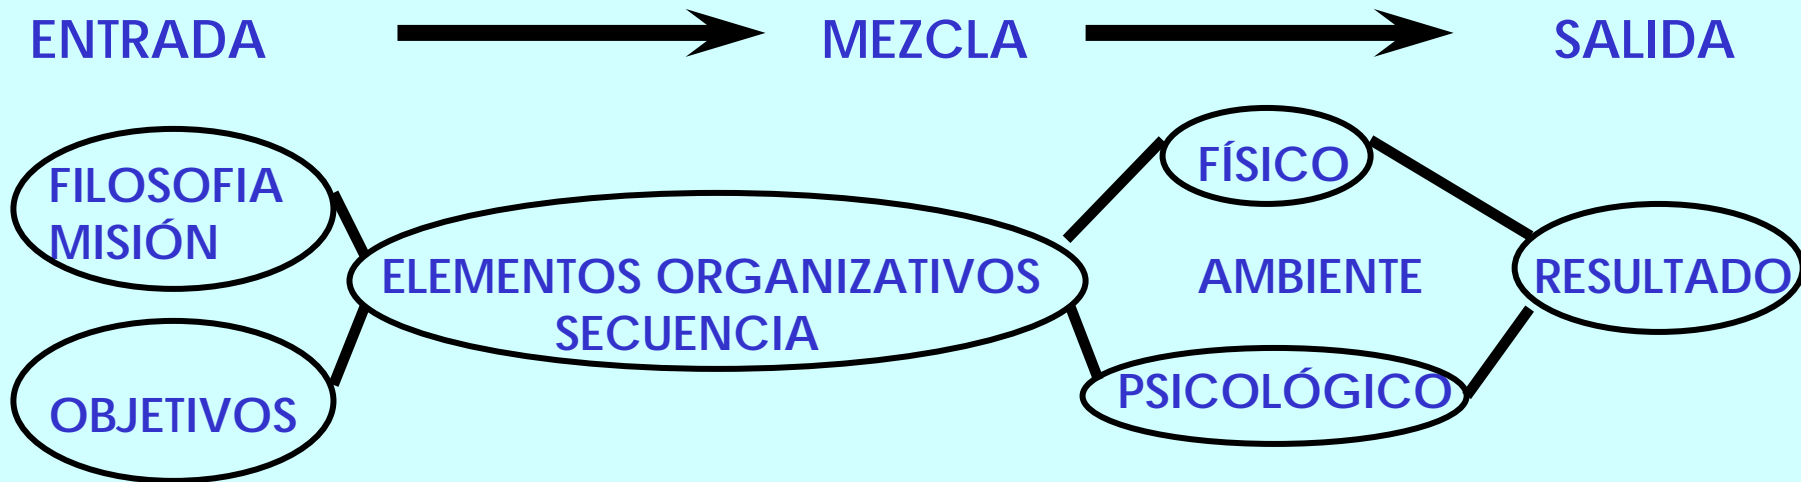 ENTRADA MEZCLA SALIDA
FILOSOFIA
MISIÓN
OBJETIVOS
ELEMENTOS ORGANIZATIVOS
SECUENCIA
FÍSICO
AMBIENTE
PSICOLÓGICO
RESULTADO